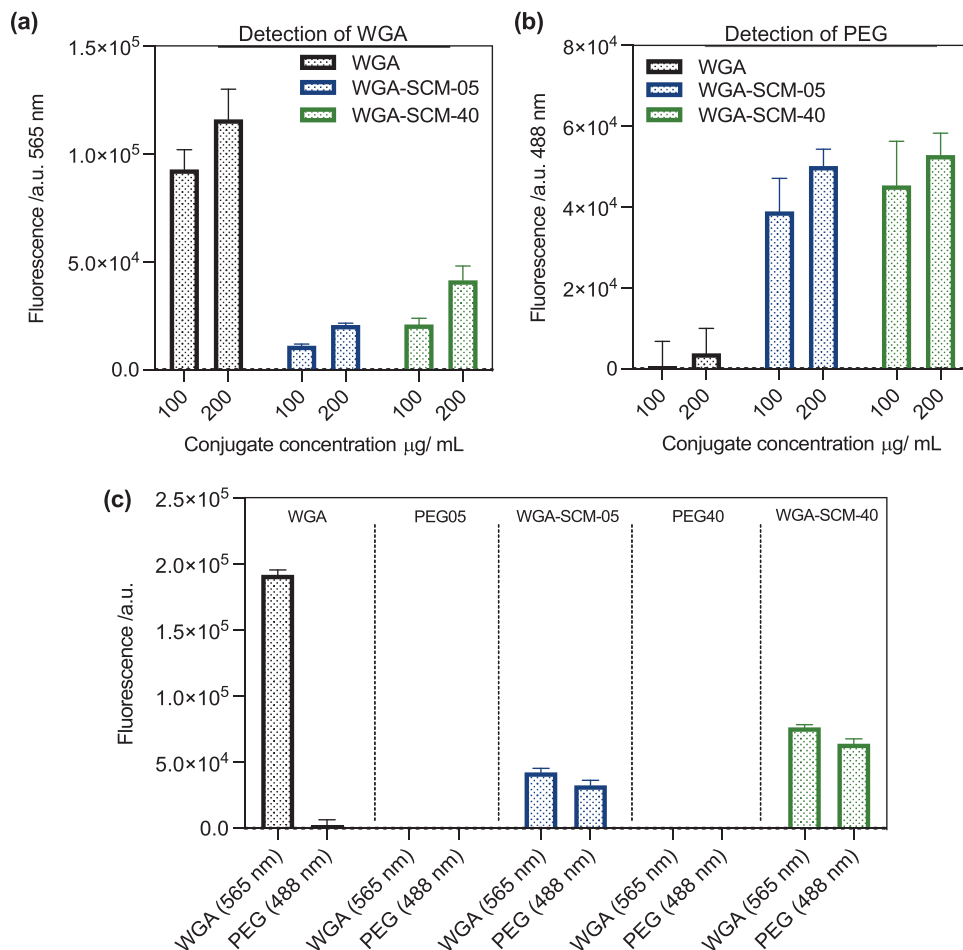 (a)
Detection of WGA
1.5×10⁵
1.0×10⁵
5.0×10⁴
0.0
Fluorescence /a.u. 565 nm
WGA
WGA-SCM-05
WGA-SCM-40
100
200
100
200
100
200
Conjugate concentration μg/ mL
(b)
Detection of PEG
8×10⁴
6×10⁴
4×10⁴
2×10⁴
0
Fluorescence /a.u. 488 nm
WGA
WGA-SCM-05
WGA-SCM-40
100
200
100
200
100
200
Conjugate concentration μg/ mL
(c)
2.5×10⁵
2.0×10⁵
1.5×10⁵
1.0×10⁵
5.0×10⁴
0.0
Fluorescence /a.u.
WGA
PEG05
WGA-SCM-05
PEG40
WGA-SCM-40
WGA (565 nm)
PEG (488 nm)
WGA (565 nm)
PEG (488 nm)
WGA (565 nm)
PEG (488 nm)
WGA (565 nm)
PEG (488 nm)
WGA (565 nm)
PEG (488 nm)